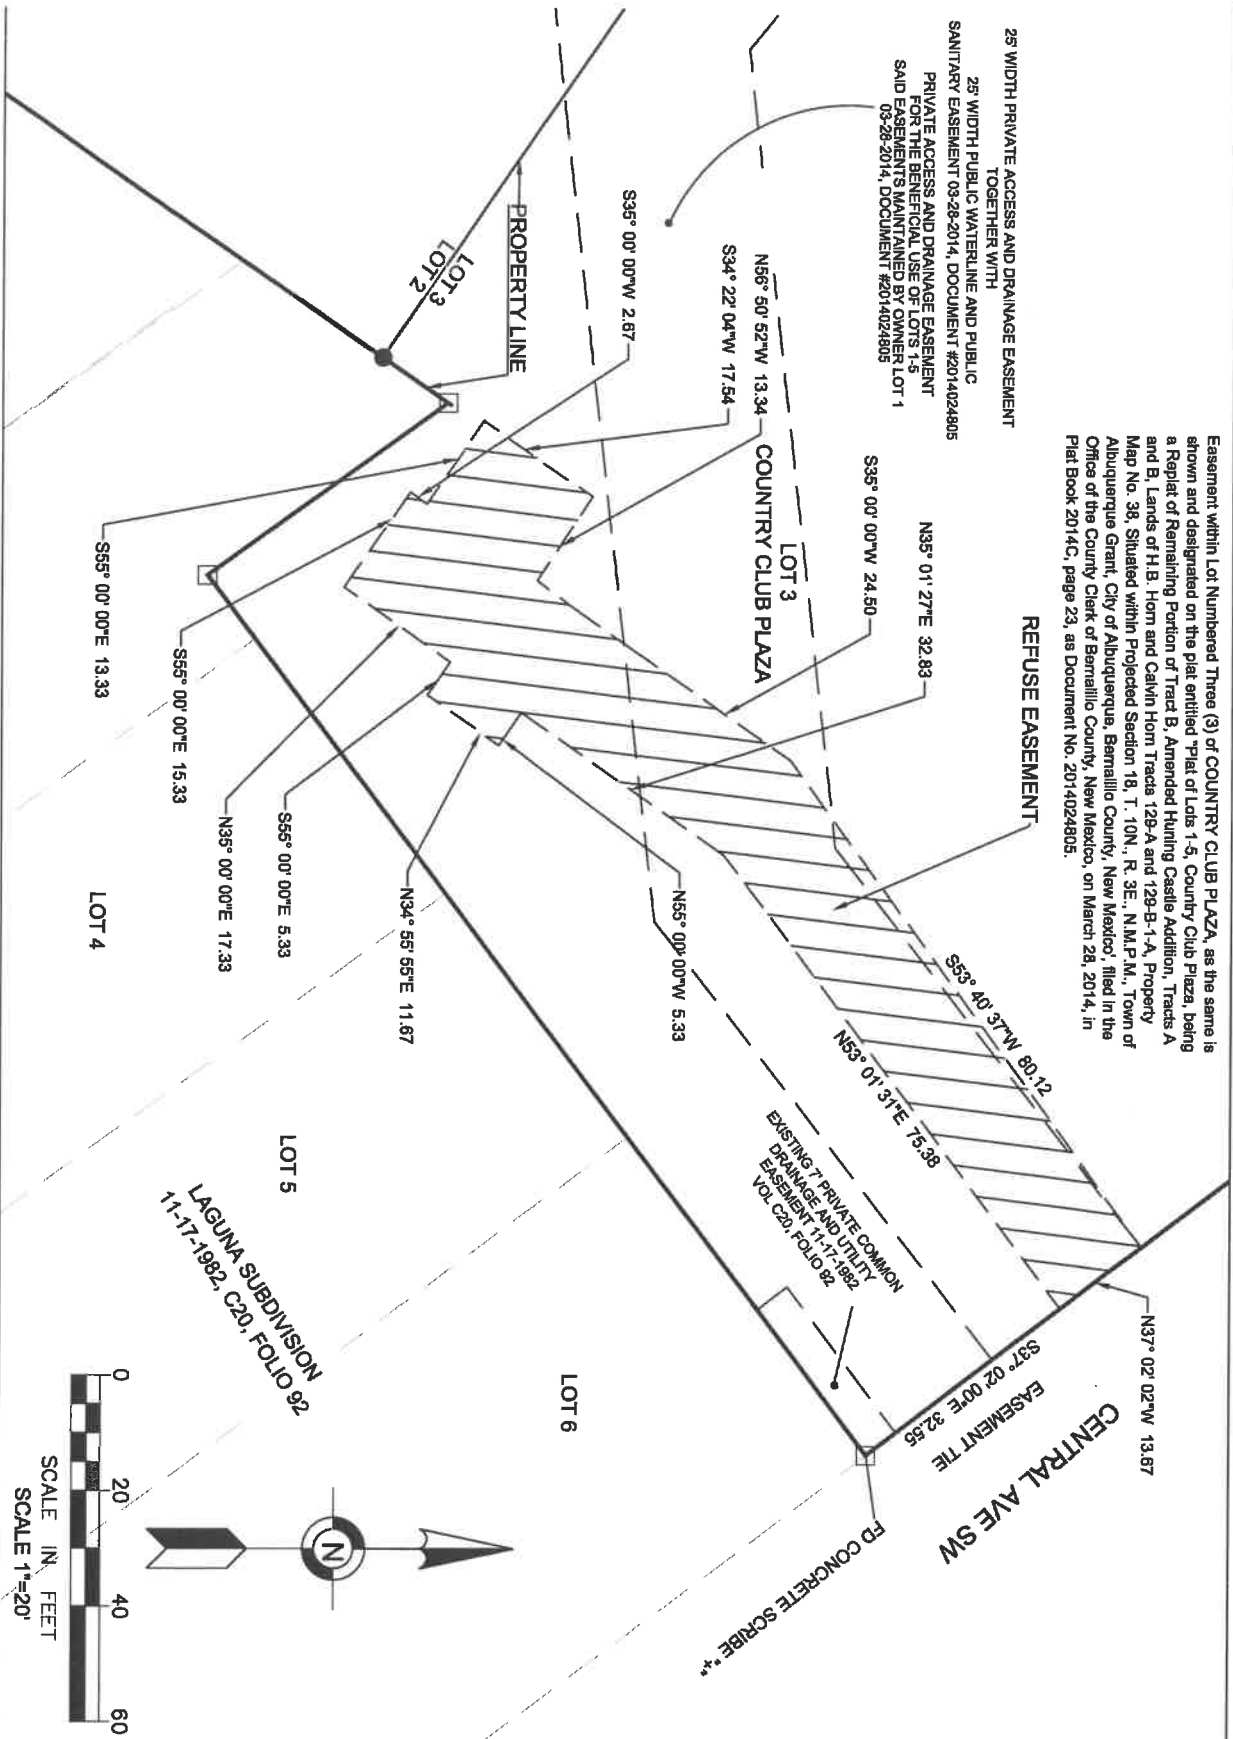 Easement within Lot Numbered Three (3) of COUNTRY CLUB PLAZA, as the same is
shown and designated on the plat entitled "Plat of Lots 1-5, Country Club Plaza, being
a Replat of Remaining Portion of Tract B, Amended Huning Castle Addition, Tracts A
and B, Lands of H.B. Horn and Calvin Horn Tracts 129-A and 129-B-1-A, Property
Map No. 38, Situated within Projected Section 18, T. 10N., R. 3E., N.M.P.M., Town of
Albuquerque Grant, City of Albuquerque, Bernalillo County, New Mexico', filed in the
Office of the County Clerk of Bernalillo County, New Mexico, on March 28, 2014, in
Plat Book 2014C, page 23, as Document No. 2014024805.
25' WIDTH PRIVATE ACCESS AND DRAINAGE EASEMENT
TOGETHER WITH
25' WIDTH PUBLIC WATERLINE AND PUBLIC
SANITARY EASEMENT 03-28-2014, DOCUMENT #2014024805
PRIVATE ACCESS AND DRAINAGE EASEMENT
FOR THE BENEFICIAL USE OF LOTS 1-5
SAID EASEMENTS MAINTAINED BY OWNER LOT 1
03-28-2014, DOCUMENT #2014024805
REFUSE EASEMENT
N35° 01' 27"E 32.83
S35° 00' 00"W 24.50
LOT 3
COUNTRY CLUB PLAZA
N56° 50' 52"W 13.34
S34° 22' 04"W 17.54
S35° 00' 00"W 2.67
PROPERTY LINE
LOT 3
LOT 2
S53° 40' 37"W 80.12
N53° 01' 31"E 75.38
N37° 02' 02"W 13.67
CENTRAL AVE SW
S37° 02' 00"E 32.55
EASEMENT TIE
EXISTING 7' PRIVATE COMMON
DRAINAGE AND UTILITY
EASEMENT 11-17-1982
VOL C20, FOLIO 92
FD CONCRETE SCRIBE "x"
N55° 00' 00"W 5.33
N34° 55' 55"E 11.67
S55° 00' 00"E 5.33
N35° 00' 00"E 17.33
S55° 00' 00"E 15.33
S55° 00' 00"E 13.33
LOT 4
LOT 5
LOT 6
LAGUNA SUBDIVISION
11-17-1982, C20, FOLIO 92
N
0 20 40 60
SCALE IN FEET
SCALE 1"=20'